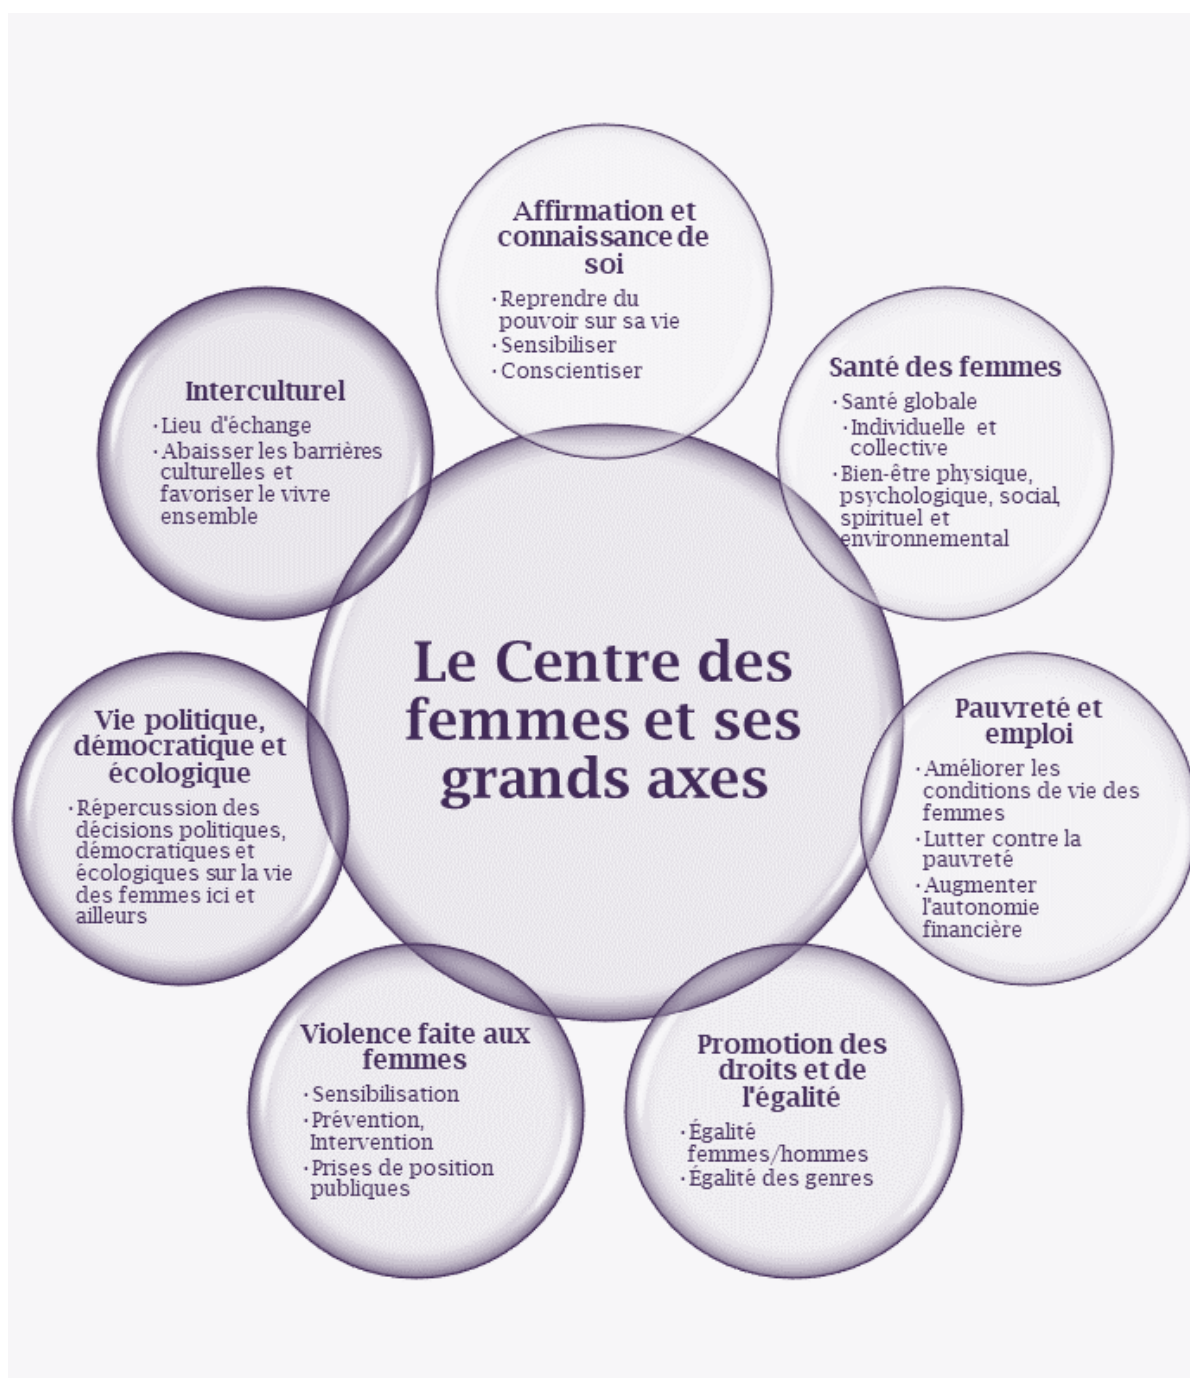 Affirmation et
connaissance de
soi
·Reprendre du
pouvoir sur sa vie
·Sensibiliser
·Conscientiser
Santé des femmes
·Santé globale
·Individuelle et
collective
·Bien-être physique,
psychologique, social,
spirituel et
environnemental
Pauvreté et
emploi
·Améliorer les
conditions de vie des
femmes
·Lutter contre la
pauvreté
·Augmenter
l'autonomie
financière
Promotion des
droits et de
l'égalité
·Égalité
femmes/hommes
·Égalité des genres
Violence faite aux
femmes
·Sensibilisation
·Prévention,
Intervention
·Prises de position
publiques
Vie politique,
démocratique et
écologique
·Répercussion des
décisions politiques,
démocratiques et
écologiques sur la vie
des femmes ici et
ailleurs
Interculturel
·Lieu d'échange
·Abaisser les barrières
culturelles et
favoriser le vivre
ensemble
Le Centre des
femmes et ses
grands axes